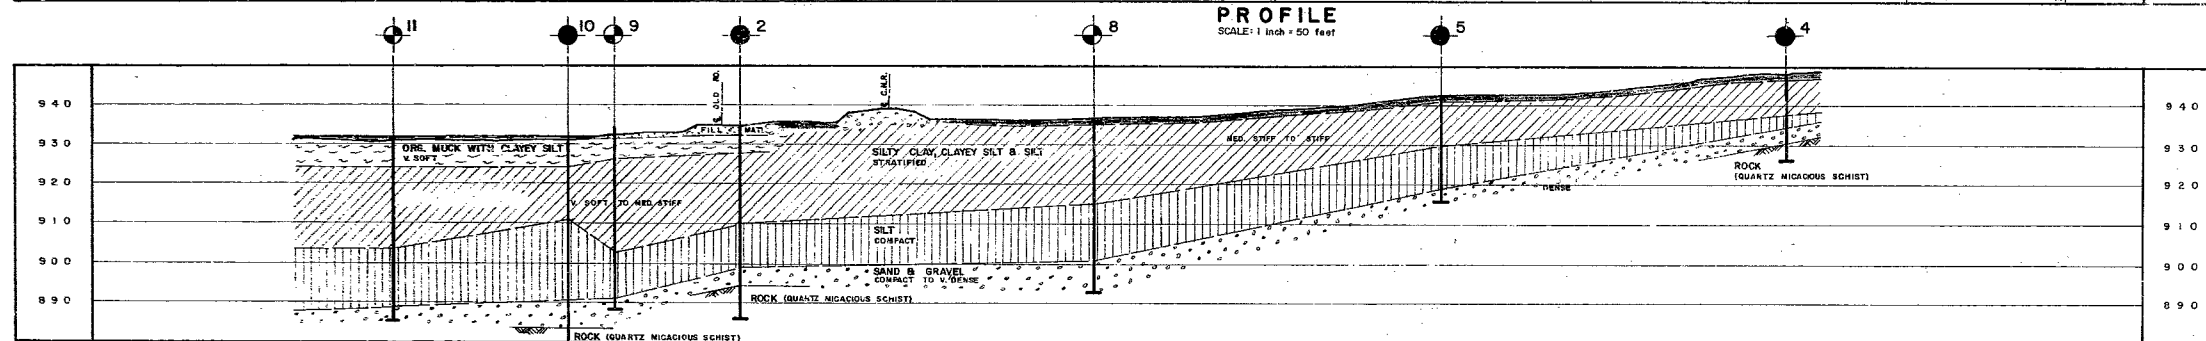 PROFILE
SCALE: 1 inch = 50 feet
11
10
9
2
8
5
4
940
930
920
910
900
890
940
930
920
910
900
890
℄ OLD RD.
℄ C.N.R.
FILL MATL
ORG. MUCK WITH CLAYEY SILT
V. SOFT
SILTY CLAY, CLAYEY SILT & SILT
STRATIFIED
MED. STIFF TO STIFF
V. SOFT TO MED. STIFF
SILT
COMPACT
SAND & GRAVEL
COMPACT TO V. DENSE
DENSE
ROCK
(QUARTZ MICACIOUS SCHIST)
ROCK (QUARTZ MICACIOUS SCHIST)
ROCK (QUARTZ MICACIOUS SCHIST)